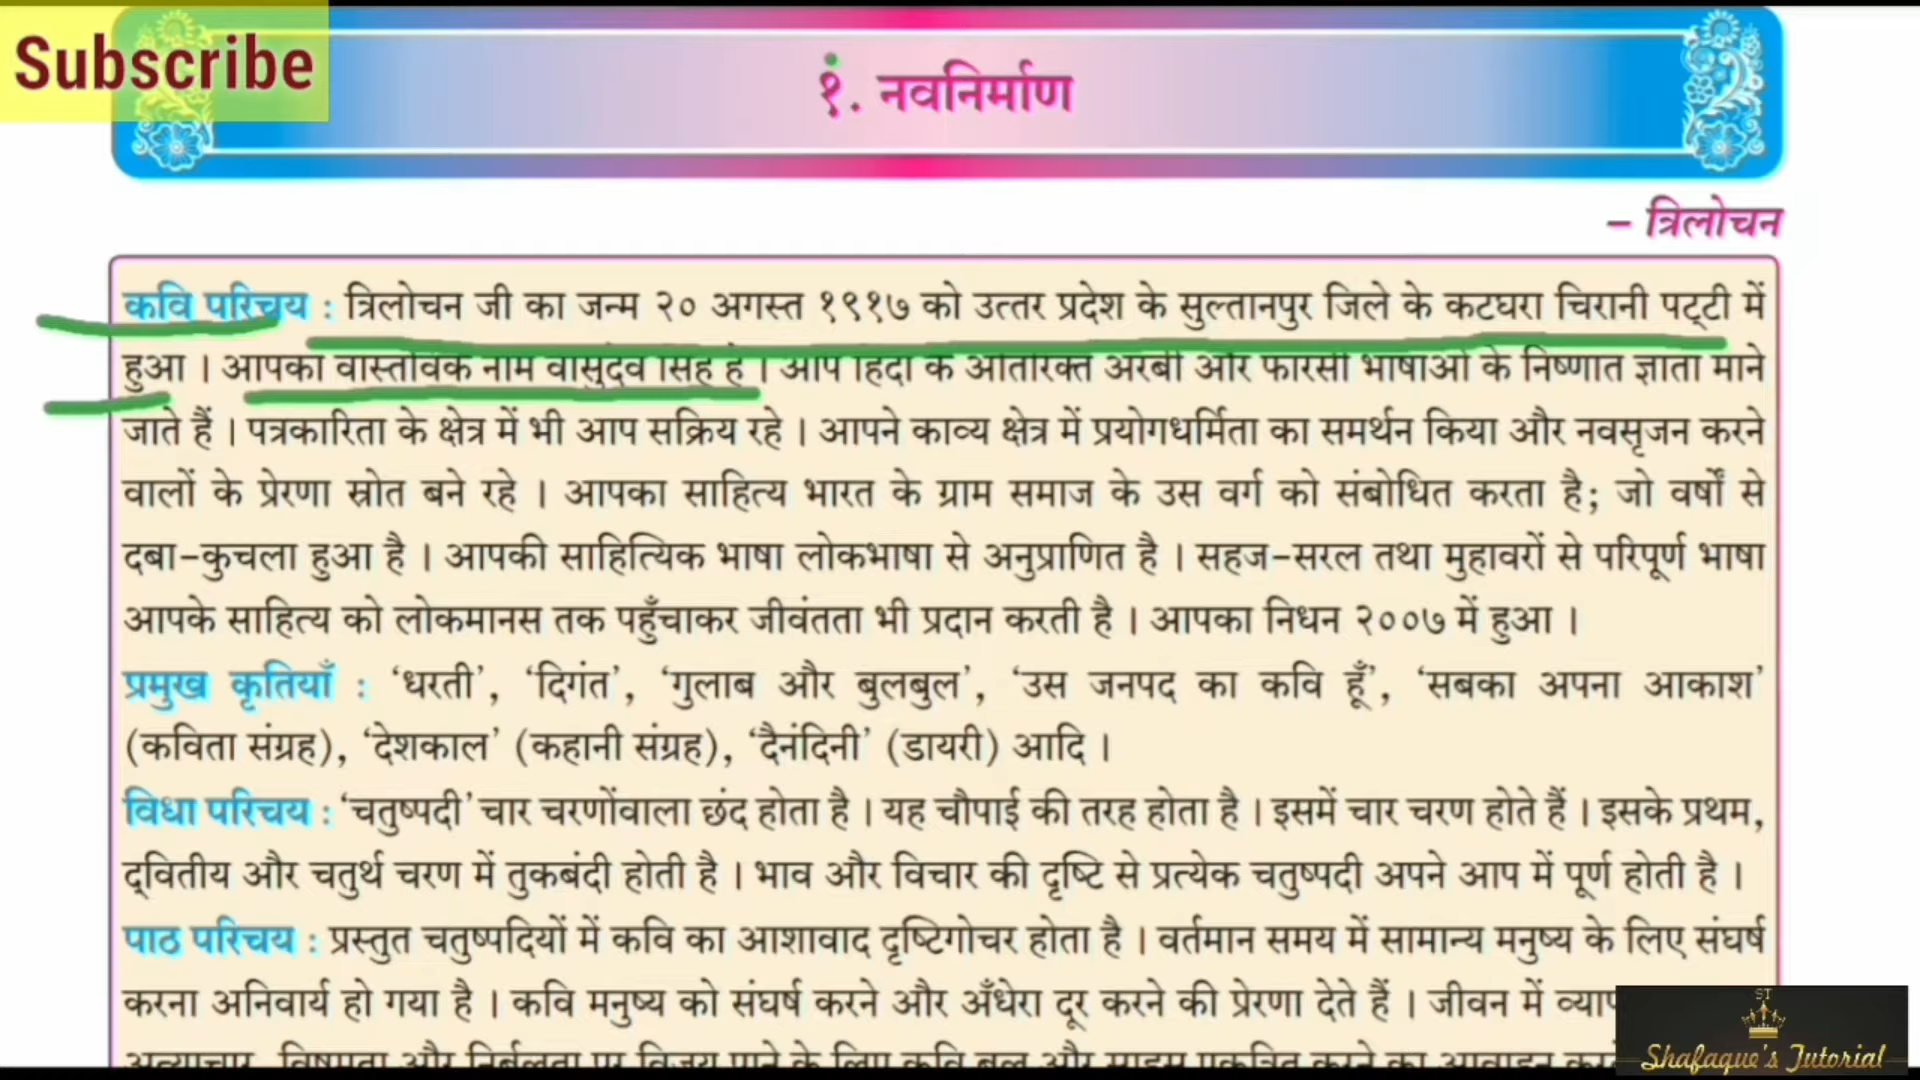 Subscribe
१. नवनिर्माण
– त्रिलोचन
कवि परिचय : त्रिलोचन जी का जन्म २० अगस्त १९१७ को उत्तर प्रदेश के सुल्तानपुर जिले के कटघरा चिरानी पट्टी में
हुआ । आपका वास्तविक नाम वासुदेव सिंह है । आप हिंदी के अतिरिक्त अरबी और फारसी भाषाओं के निष्णात ज्ञाता माने
जाते हैं । पत्रकारिता के क्षेत्र में भी आप सक्रिय रहे । आपने काव्य क्षेत्र में प्रयोगधर्मिता का समर्थन किया और नवसृजन करने
वालों के प्रेरणा स्रोत बने रहे । आपका साहित्य भारत के ग्राम समाज के उस वर्ग को संबोधित करता है; जो वर्षों से
दबा-कुचला हुआ है । आपकी साहित्यिक भाषा लोकभाषा से अनुप्राणित है । सहज-सरल तथा मुहावरों से परिपूर्ण भाषा
आपके साहित्य को लोकमानस तक पहुँचाकर जीवंतता भी प्रदान करती है । आपका निधन २००७ में हुआ ।
प्रमुख कृतियाँ : ‘धरती’, ‘दिगंत’, ‘गुलाब और बुलबुल’, ‘उस जनपद का कवि हूँ’, ‘सबका अपना आकाश’
(कविता संग्रह), ‘देशकाल’ (कहानी संग्रह), ‘दैनंदिनी’ (डायरी) आदि ।
विधा परिचय : ‘चतुष्पदी’ चार चरणोंवाला छंद होता है । यह चौपाई की तरह होता है । इसमें चार चरण होते हैं । इसके प्रथम,
द्‌वितीय और चतुर्थ चरण में तुकबंदी होती है । भाव और विचार की दृष्टि से प्रत्येक चतुष्पदी अपने आप में पूर्ण होती है ।
पाठ परिचय : प्रस्तुत चतुष्पदियों में कवि का आशावाद दृष्टिगोचर होता है । वर्तमान समय में सामान्य मनुष्य के लिए संघर्ष
करना अनिवार्य हो गया है । कवि मनुष्य को संघर्ष करने और अँधेरा दूर करने की प्रेरणा देते हैं । जीवन में
ST
Shafaque's Tutorial